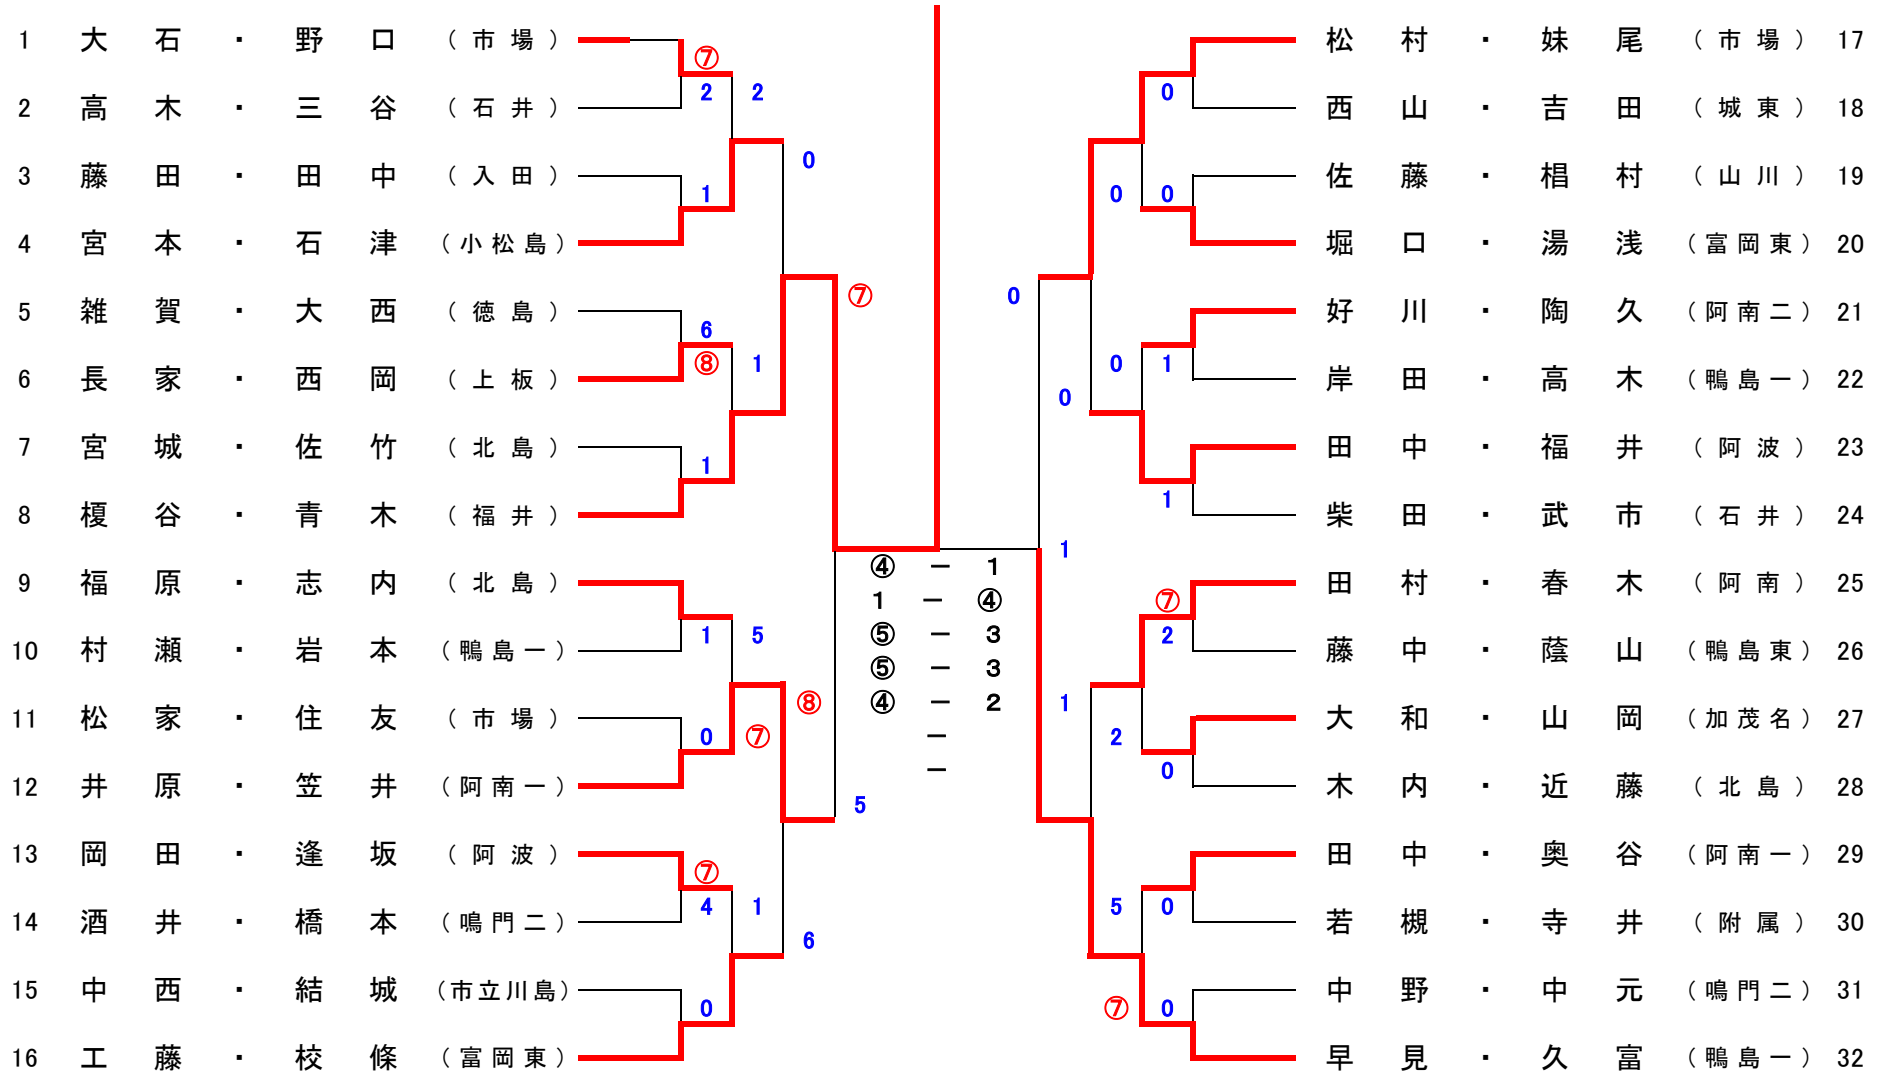 1 大石・野口 (市場)
⑦
2 2
2 高木・三谷 (石井)
0
3 藤田・田中 (入田)
1
4 宮本・石津 (小松島)
⑦
5 雑賀・大西 (徳島)
6
⑧ 1
6 長家・西岡 (上板)
7 宮城・佐竹 (北島)
1
8 榎谷・青木 (福井)
9 福原・志内 (北島)
1 5
10 村瀬・岩本 (鴨島一)
⑧
11 松家・住友 (市場)
0 ⑦
12 井原・笠井 (阿南一)
5
13 岡田・逢坂 (阿波)
⑦
4 1
14 酒井・橋本 (鳴門二)
6
15 中西・結城 (市立川島)
0
16 工藤・校條 (富岡東)
④ − 1
1 − ④
⑤ − 3
⑤ − 3
④ − 2
−
−
松村・妹尾 (市場) 17
0
西山・吉田 (城東) 18
佐藤・椙村 (山川) 19
0 0
堀口・湯浅 (富岡東) 20
0
好川・陶久 (阿南二) 21
0 1
岸田・高木 (鴨島一) 22
0
田中・福井 (阿波) 23
1
柴田・武市 (石井) 24
1
田村・春木 (阿南) 25
⑦
2
藤中・蔭山 (鴨島東) 26
1
大和・山岡 (加茂名) 27
2
0
木内・近藤 (北島) 28
田中・奥谷 (阿南一) 29
5 0
若槻・寺井 (附属) 30
中野・中元 (鳴門二) 31
⑦ 0
早見・久富 (鴨島一) 32